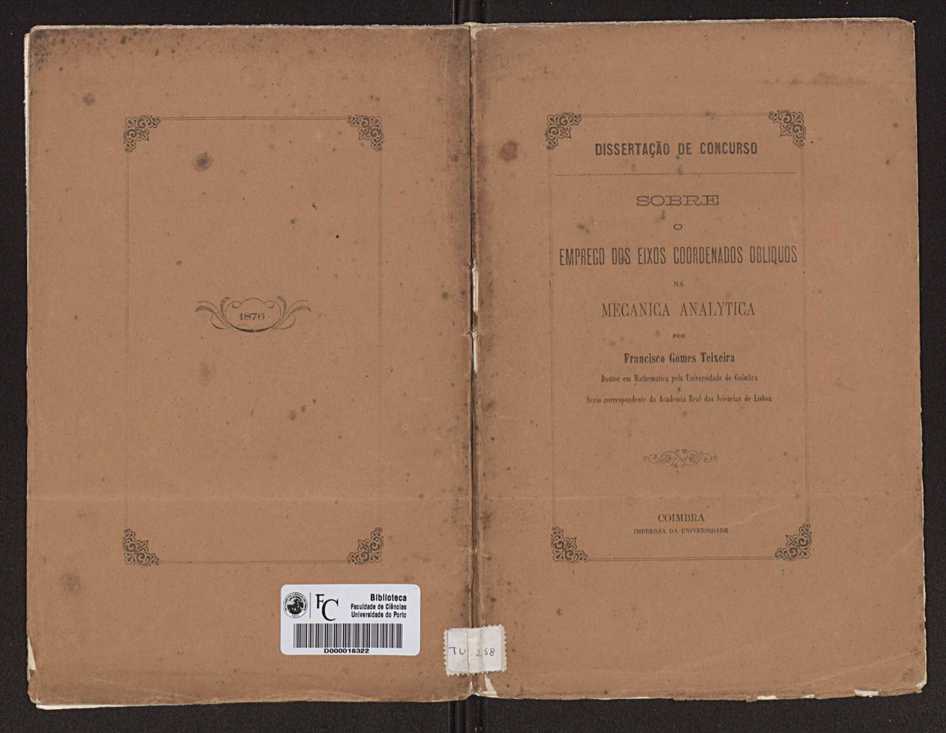 1876
Biblioteca
Faculdade de Ciências
Universidade do Porto
FC
D000016322
TU 258
DISSERTAÇÃO DE CONCURSO
SOBRE
O
EMPREGO DOS EIXOS COORDENADOS OBLIQUOS
NA
MECANICA ANALYTICA
POR
Francisco Gomes Teixeira
Doutor em Mathematica pela Universidade de Coimbra
e
Socio correspondente da Academia Real das Sciencias de Lisboa
COIMBRA
IMPRENSA DA UNIVERSIDADE